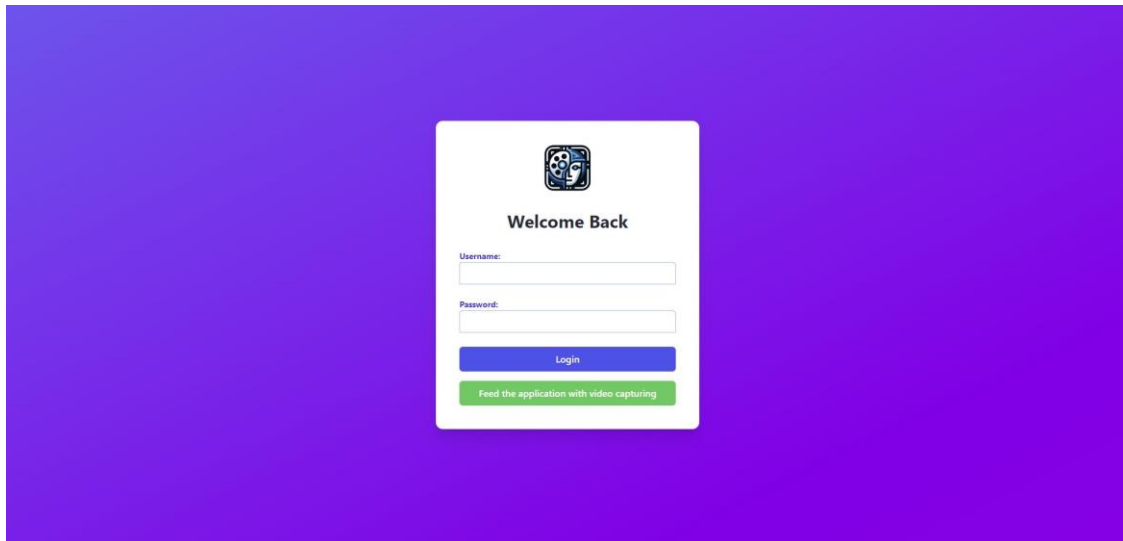 Welcome Back
Username:
Password:
Login
Feed the application with video capturing